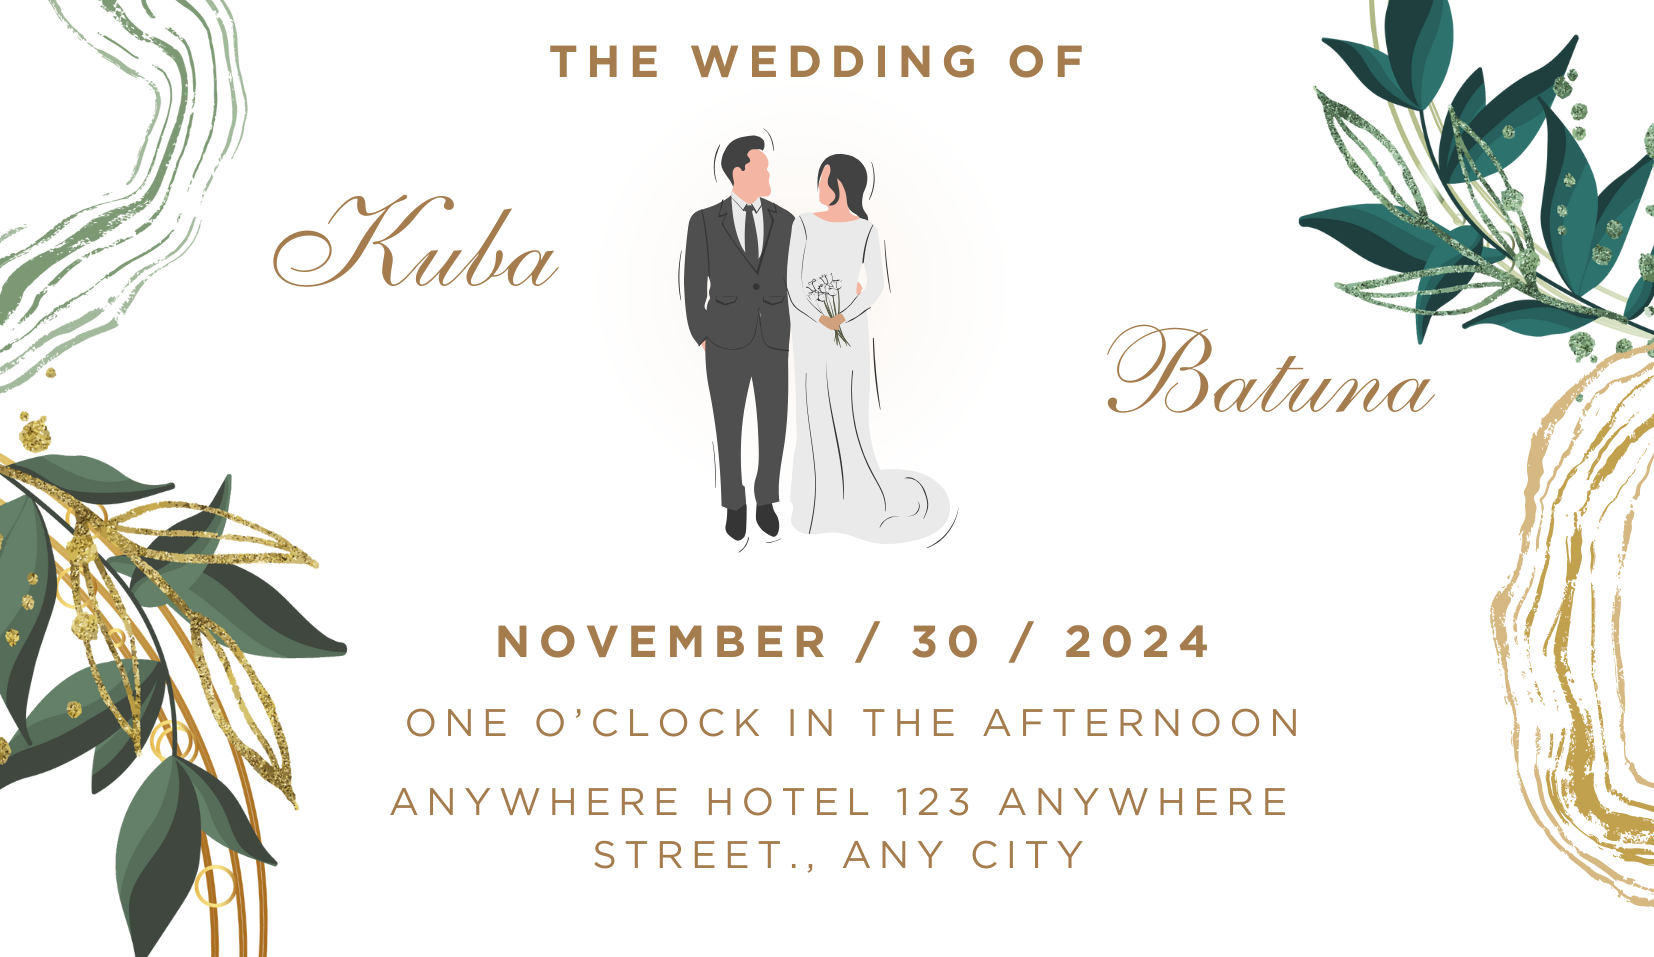 THE WEDDING OF
Kuba
Batuna
NOVEMBER / 30 / 2024
ONE O’CLOCK IN THE AFTERNOON
ANYWHERE HOTEL 123 ANYWHERE
STREET., ANY CITY